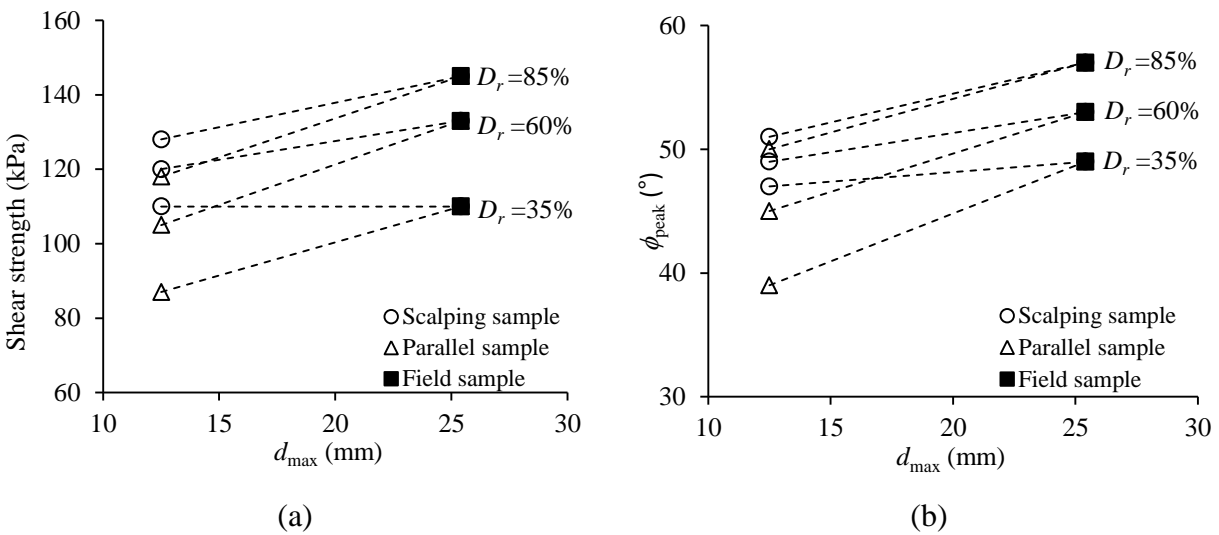 160
140
120
100
80
60
Shear strength (kPa)
D_r =85%
D_r =60%
D_r =35%
Scalping sample
Parallel sample
Field sample
10 15 20 25 30
d_max (mm)
(a)
60
50
40
30
ϕ_peak (°)
D_r =85%
D_r =60%
D_r =35%
Scalping sample
Parallel sample
Field sample
10 15 20 25 30
d_max (mm)
(b)